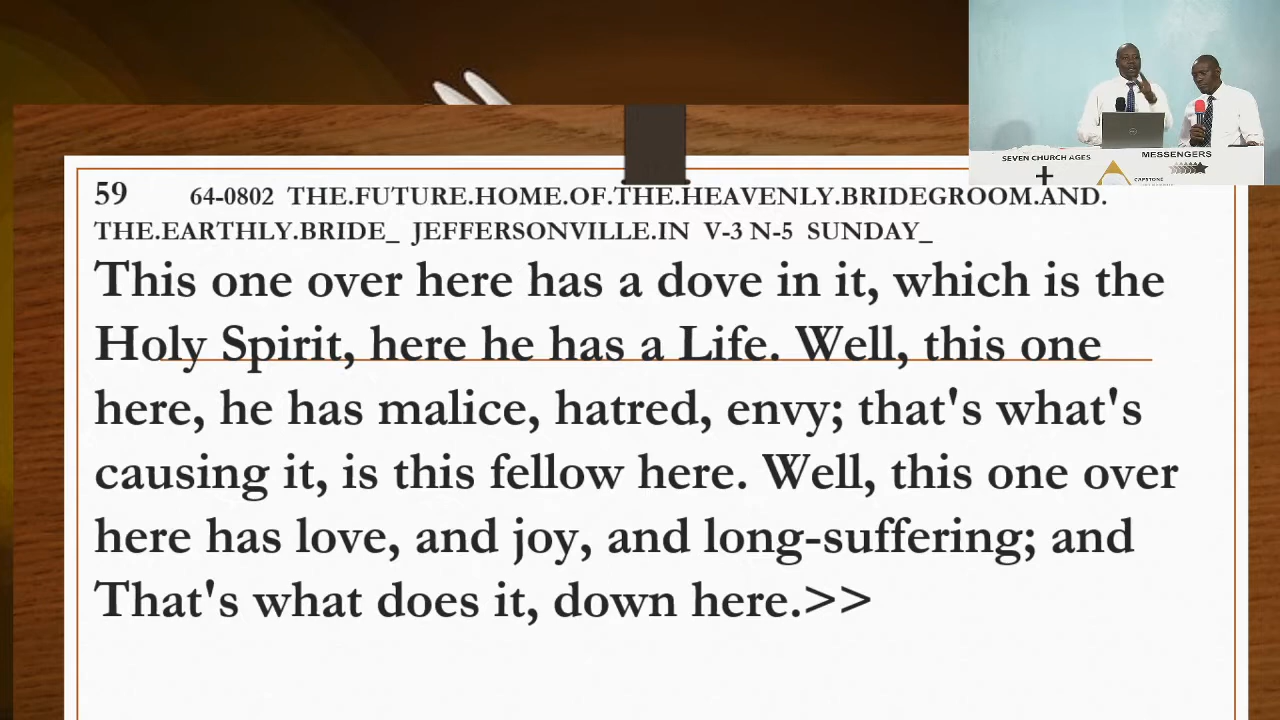 59 64-0802 THE.FUTURE.HOME.OF.THE.HEAVENLY.BRIDEGROOM.AND.
THE.EARTHLY.BRIDE_ JEFFERSONVILLE.IN V-3 N-5 SUNDAY_
This one over here has a dove in it, which is the
Holy Spirit, here he has a Life. Well, this one
here, he has malice, hatred, envy; that's what's
causing it, is this fellow here. Well, this one over
here has love, and joy, and long-suffering; and
That's what does it, down here.>>
SEVEN CHURCH AGES MESSENGERS
CAPSTONE